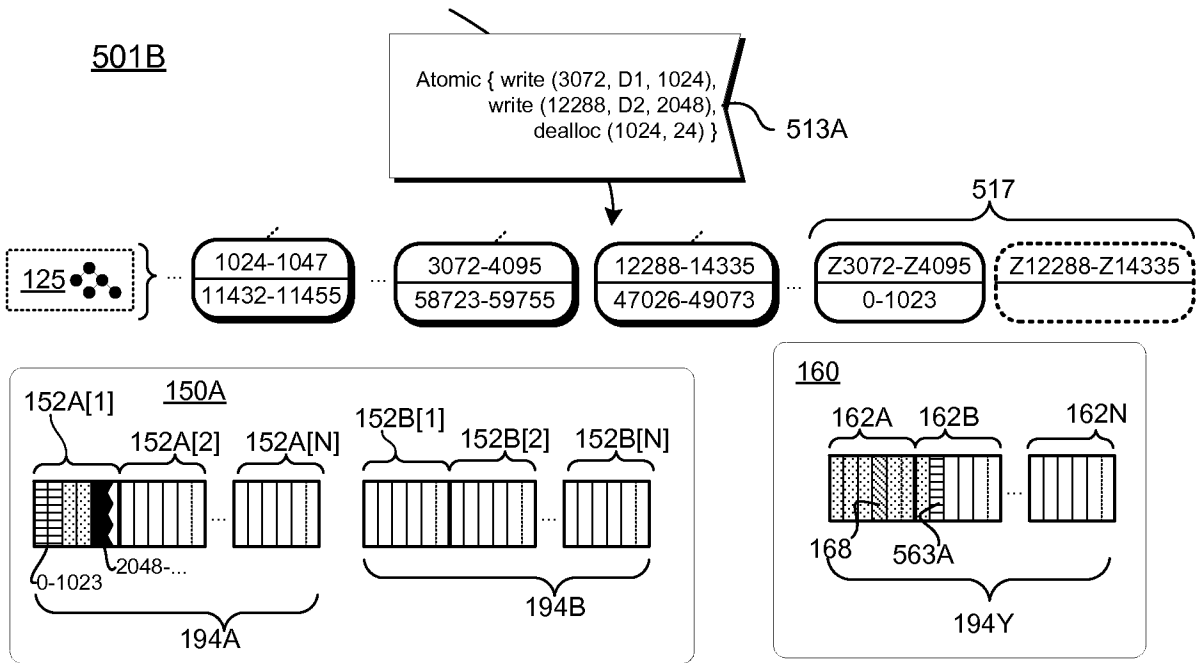 501B
Atomic { write (3072, D1, 1024),
write (12288, D2, 2048),
dealloc (1024, 24) }
513A
517
125
...
1024-1047
11432-11455
...
3072-4095
58723-59755
12288-14335
47026-49073
...
Z3072-Z4095
0-1023
Z12288-Z14335
150A
152A[1]
152A[2]
152A[N]
152B[1]
152B[2]
152B[N]
...
...
0-1023
2048-...
194A
194B
160
162A
162B
162N
...
168
563A
194Y